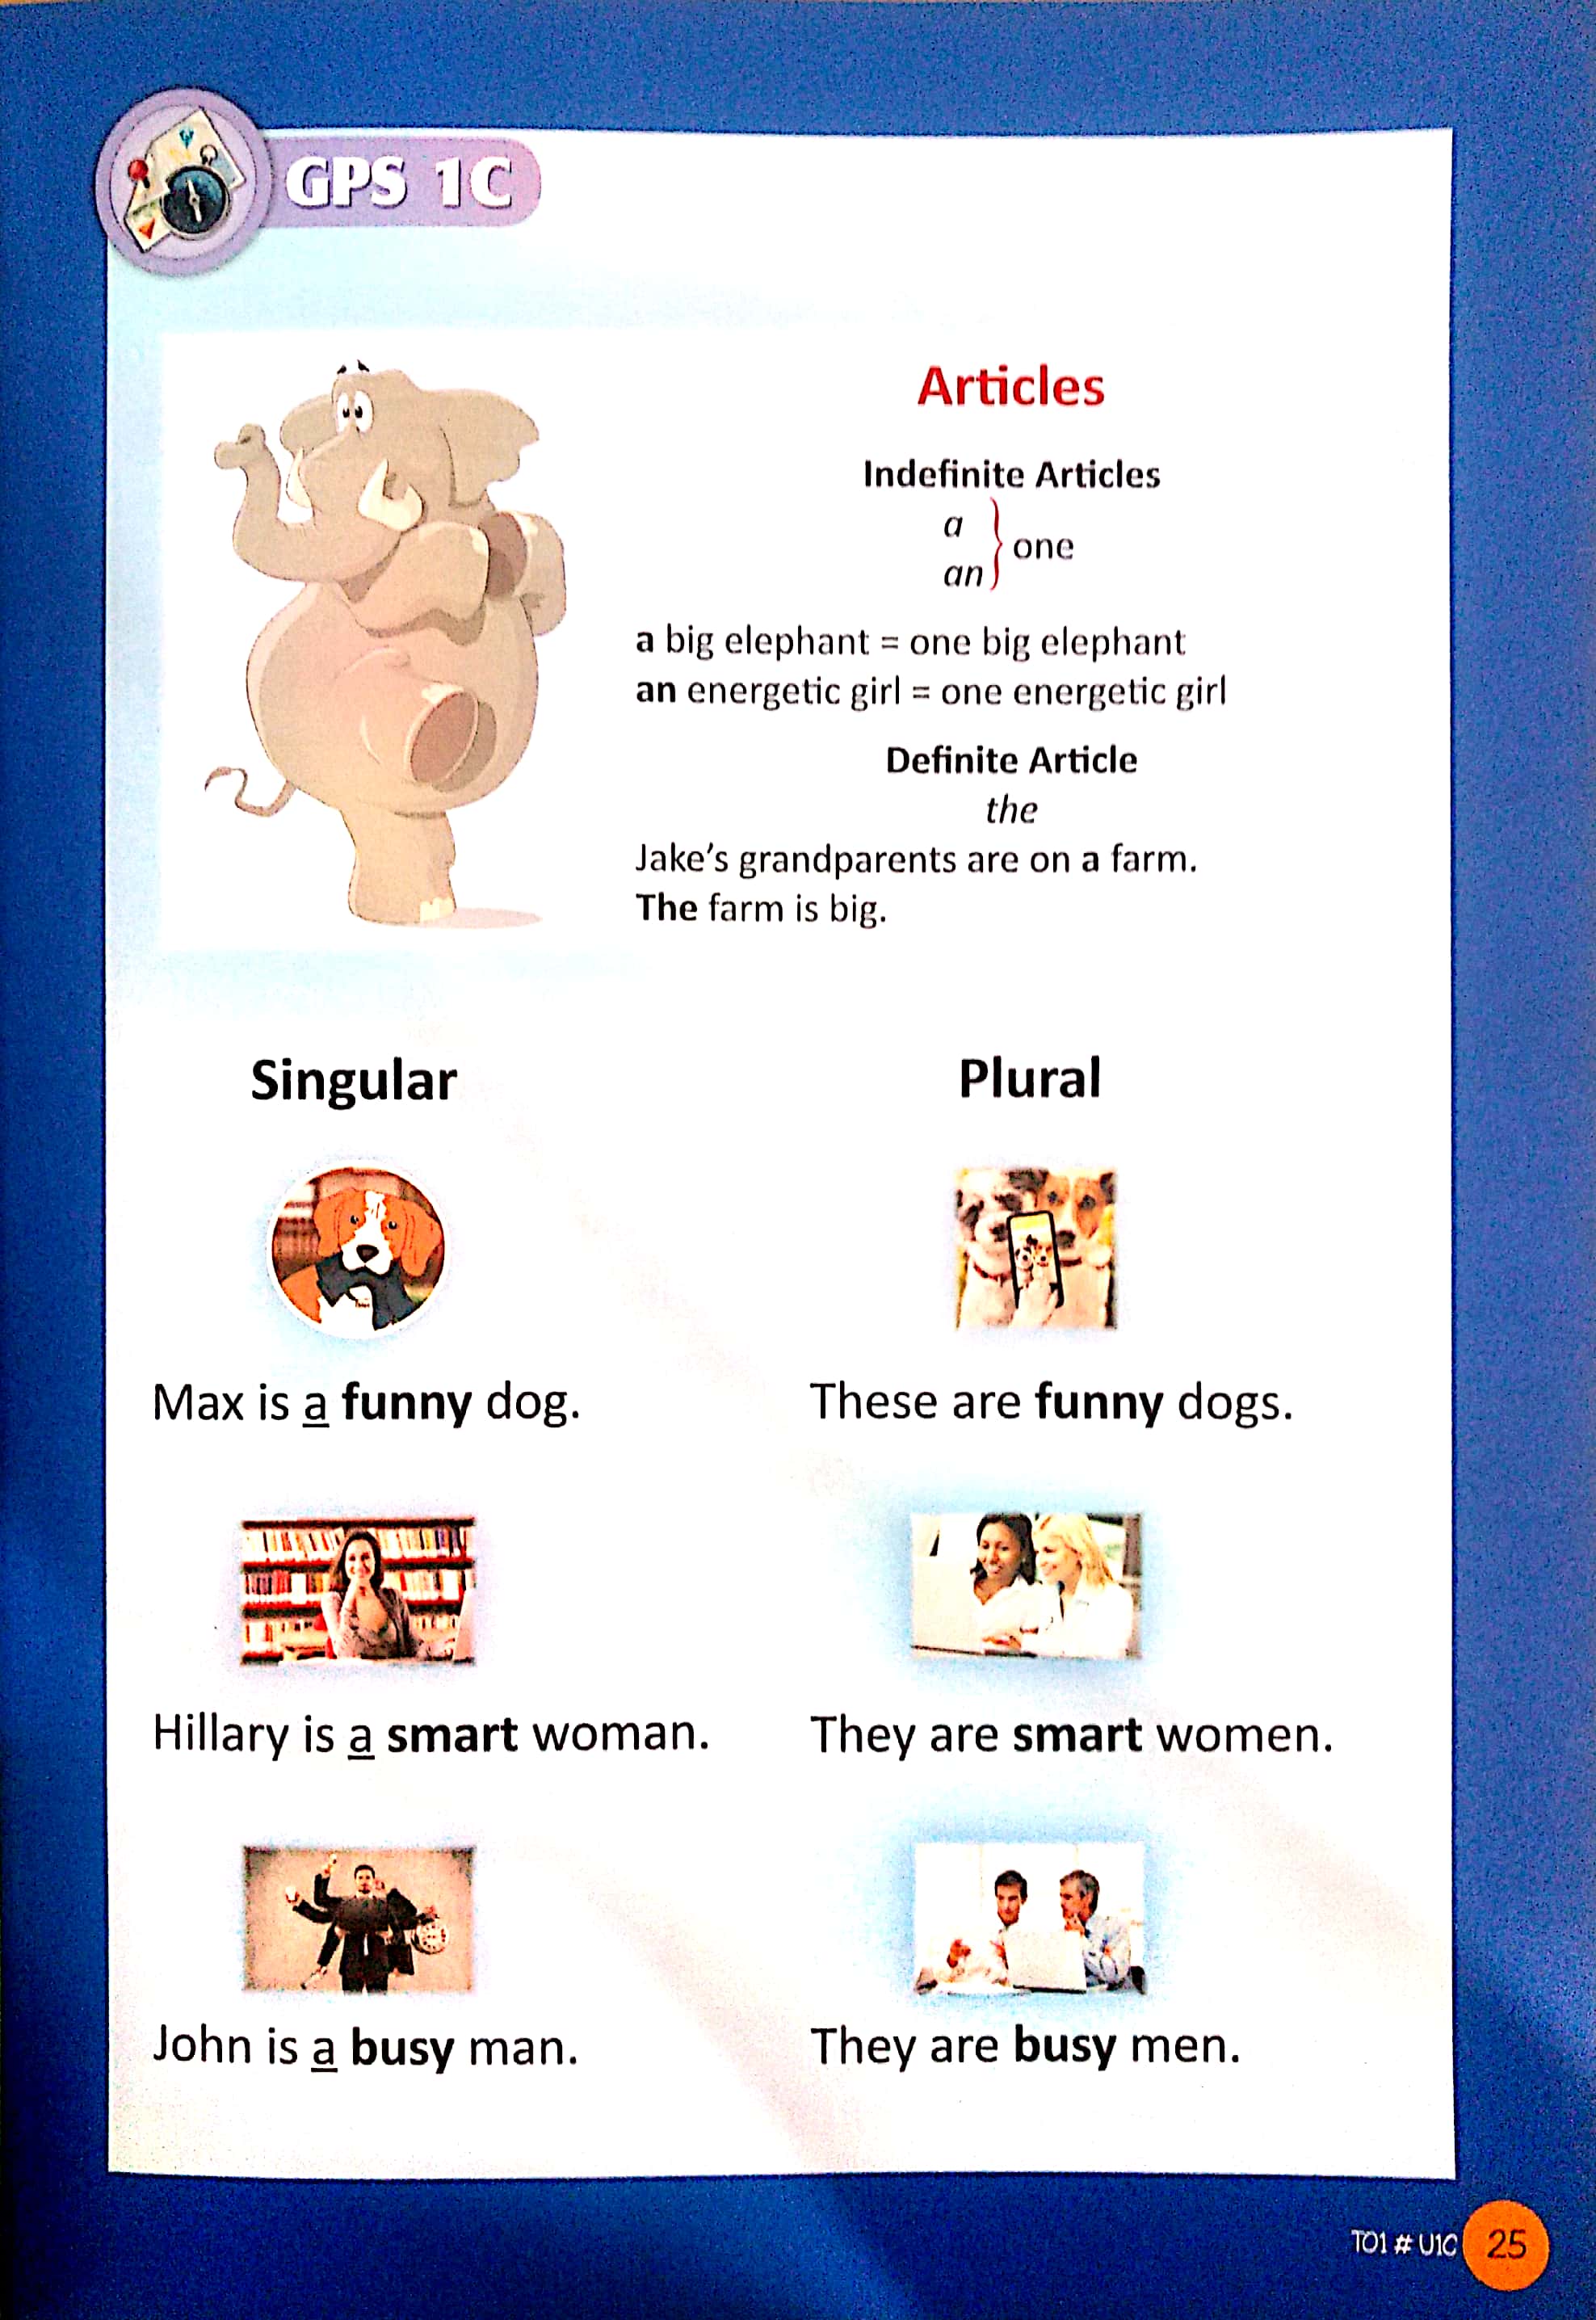 GPS 1C
Articles
Indefinite Articles
a
an
one
a big elephant = one big elephant
an energetic girl = one energetic girl
Definite Article
the
Jake's grandparents are on a farm.
The farm is big.
Singular
Plural
Max is a funny dog.
These are funny dogs.
Hillary is a smart woman.
They are smart women.
John is a busy man.
They are busy men.
TO1 # U1C 25